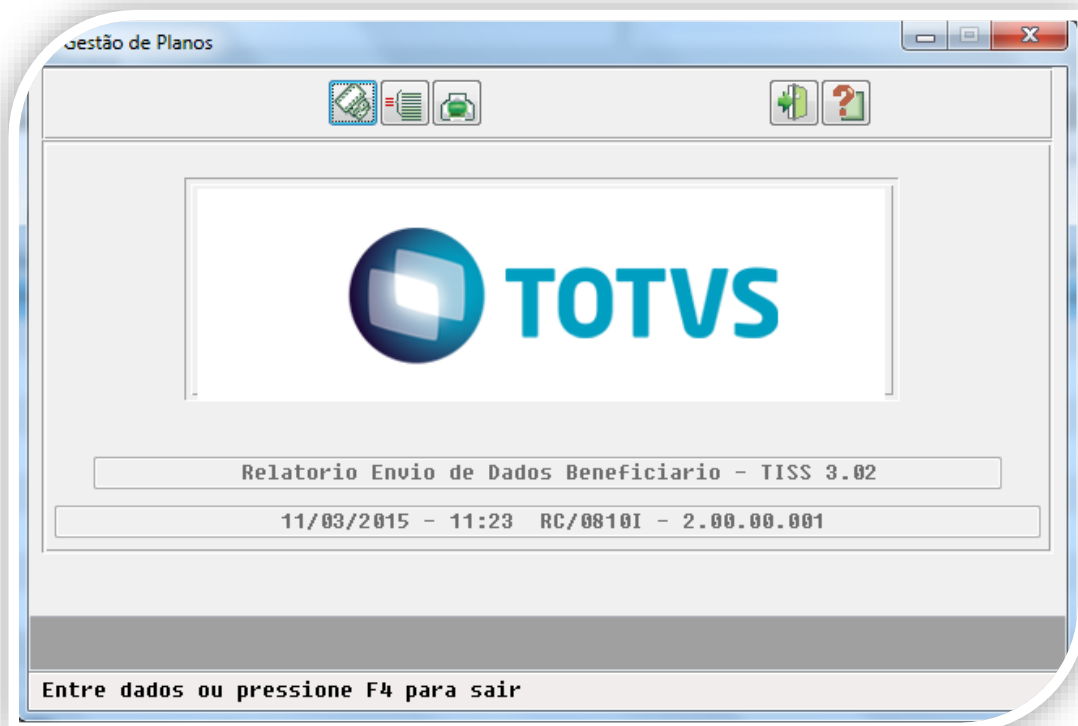 Gestão de Planos
TOTVS
Relatorio Envio de Dados Beneficiario - TISS 3.02
11/03/2015 - 11:23 RC/0810I - 2.00.00.001
Entre dados ou pressione F4 para sair